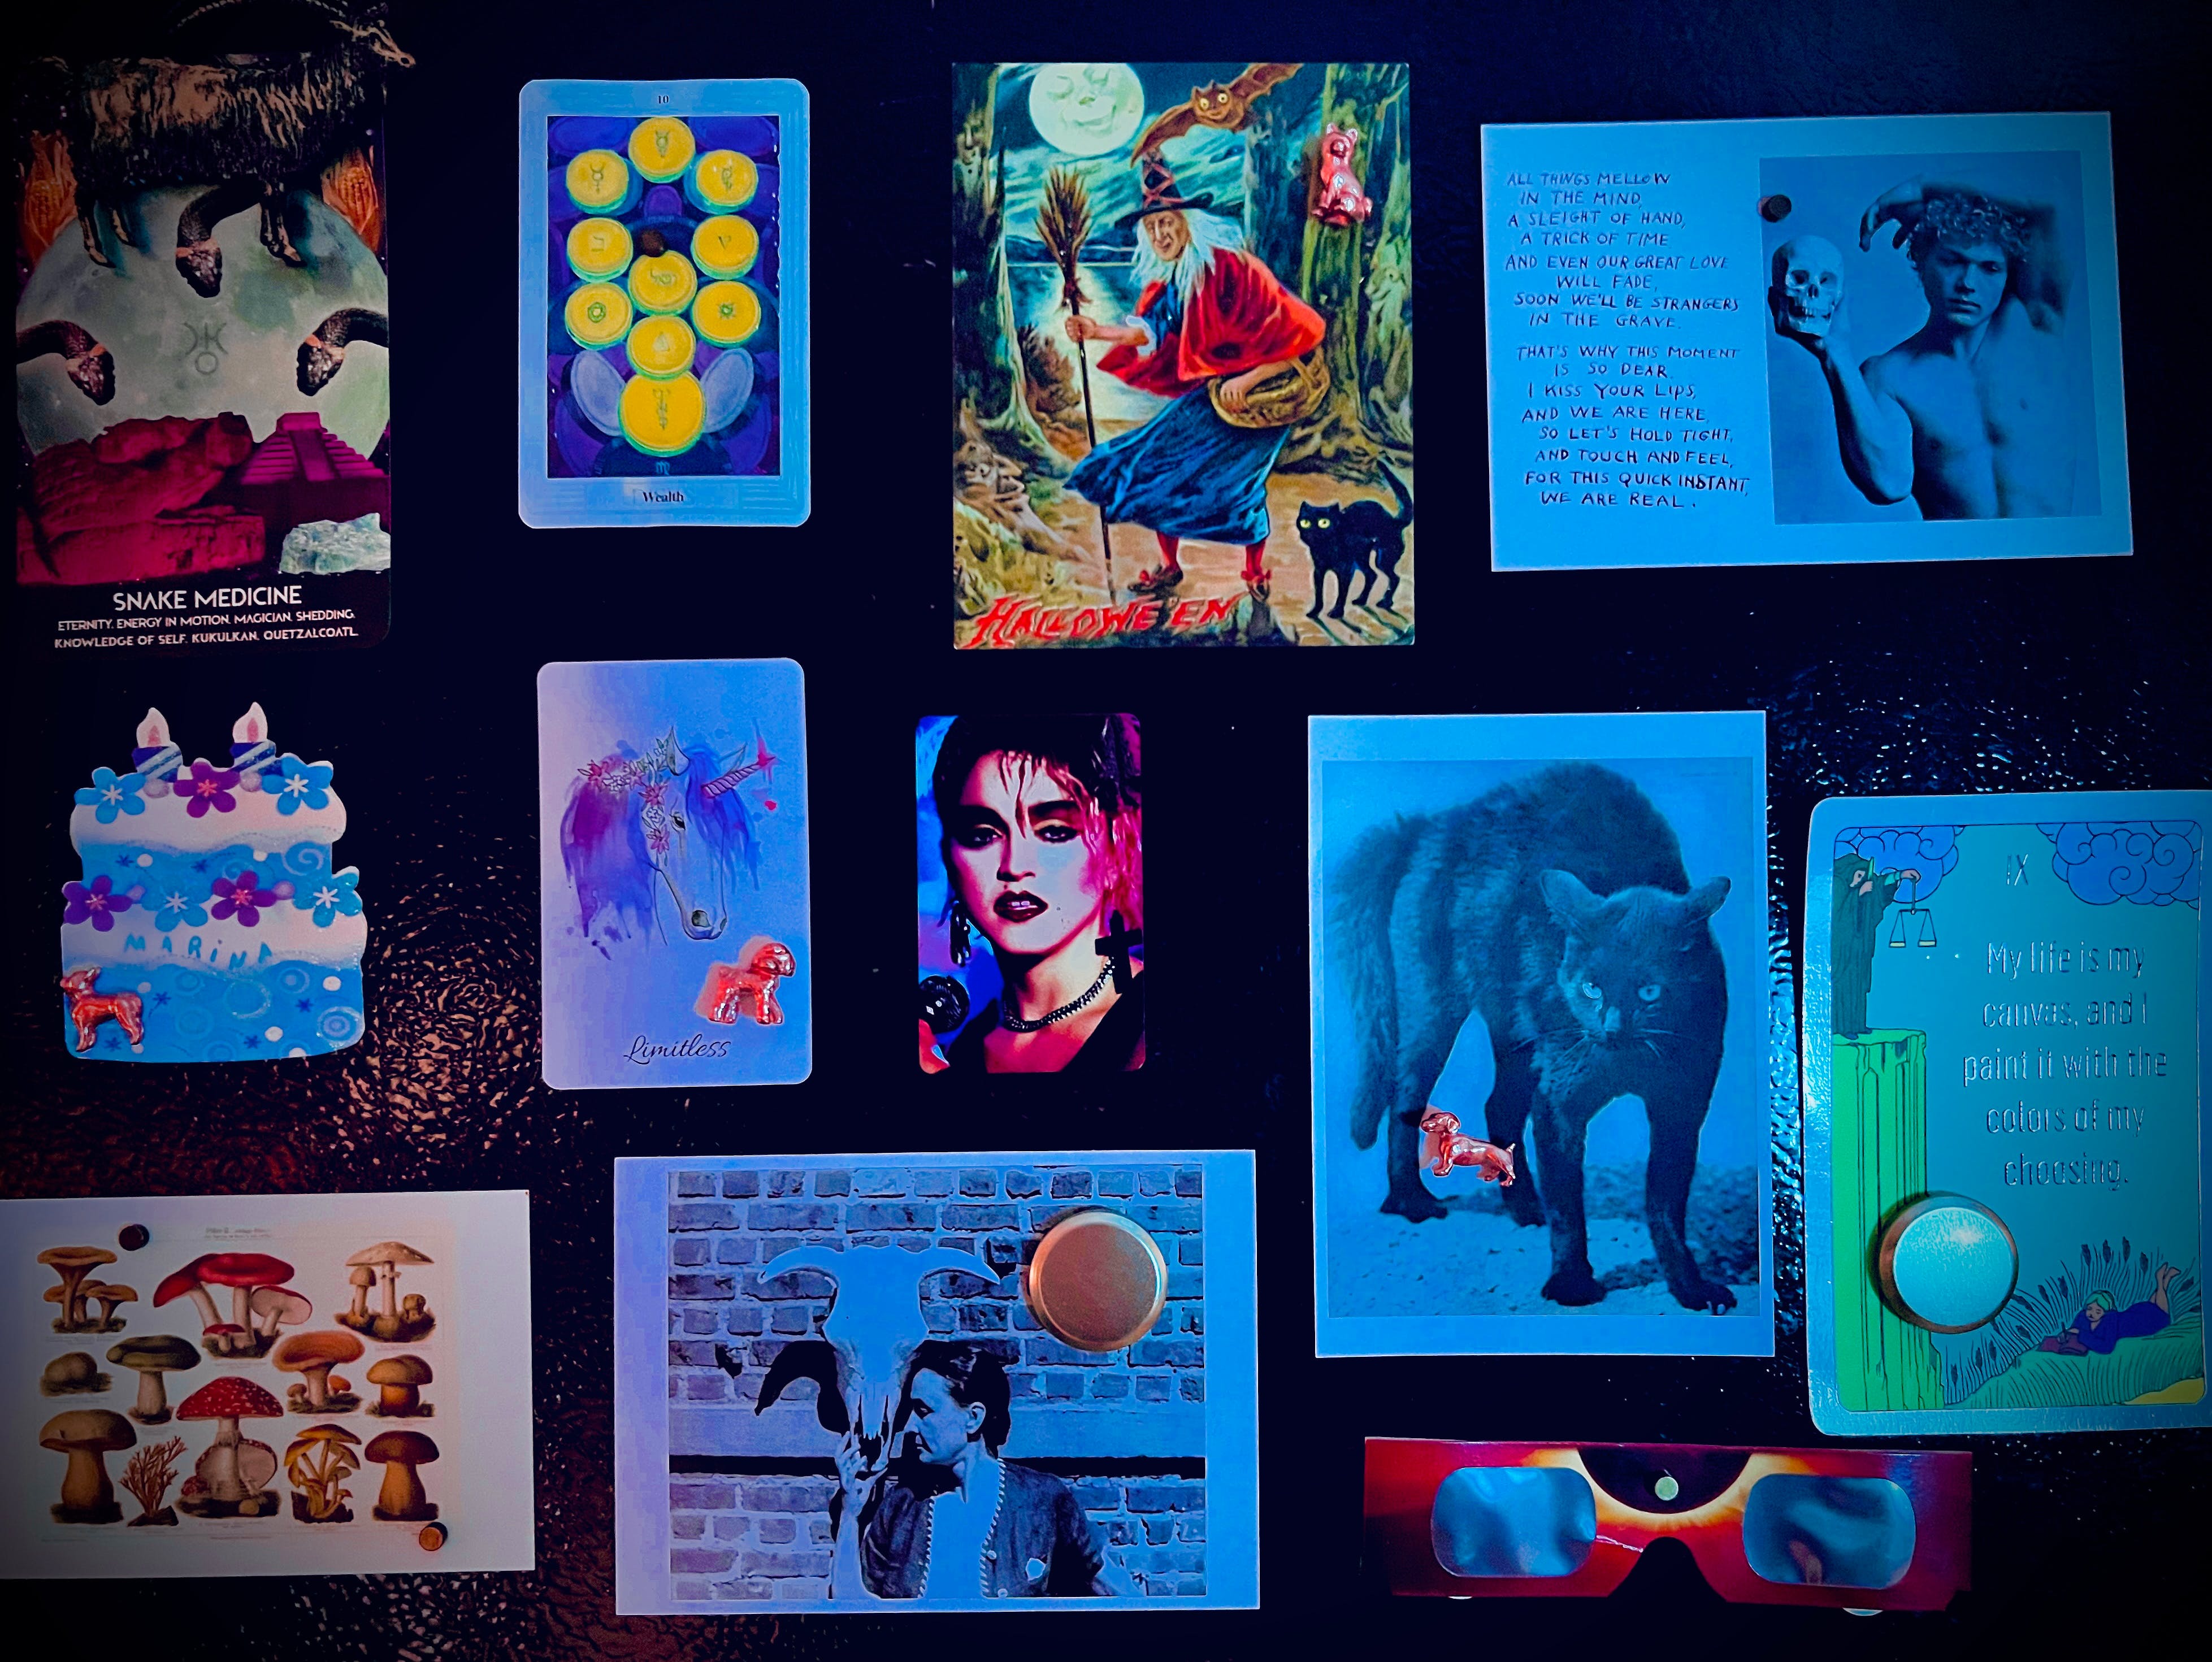 SNAKE MEDICINE
ETERNITY. ENERGY IN MOTION. MAGICIAN. SHEDDING.
KNOWLEDGE OF SELF. KUKULKAN. QUETZALCOATL.
10
Wealth
HALLOWE'EN
ALL THINGS MELLOW
IN THE MIND,
A SLEIGHT OF HAND,
A TRICK OF TIME
AND EVEN OUR GREAT LOVE
WILL FADE,
SOON WE'LL BE STRANGERS
IN THE GRAVE.
THAT'S WHY THIS MOMENT
IS SO DEAR.
I KISS YOUR LIPS,
AND WE ARE HERE,
SO LET'S HOLD TIGHT,
AND TOUCH AND FEEL,
FOR THIS QUICK INSTANT,
WE ARE REAL.
MARINA
Limitless
IX
My life is my
canvas, and I
paint it with the
colors of my
choosing.